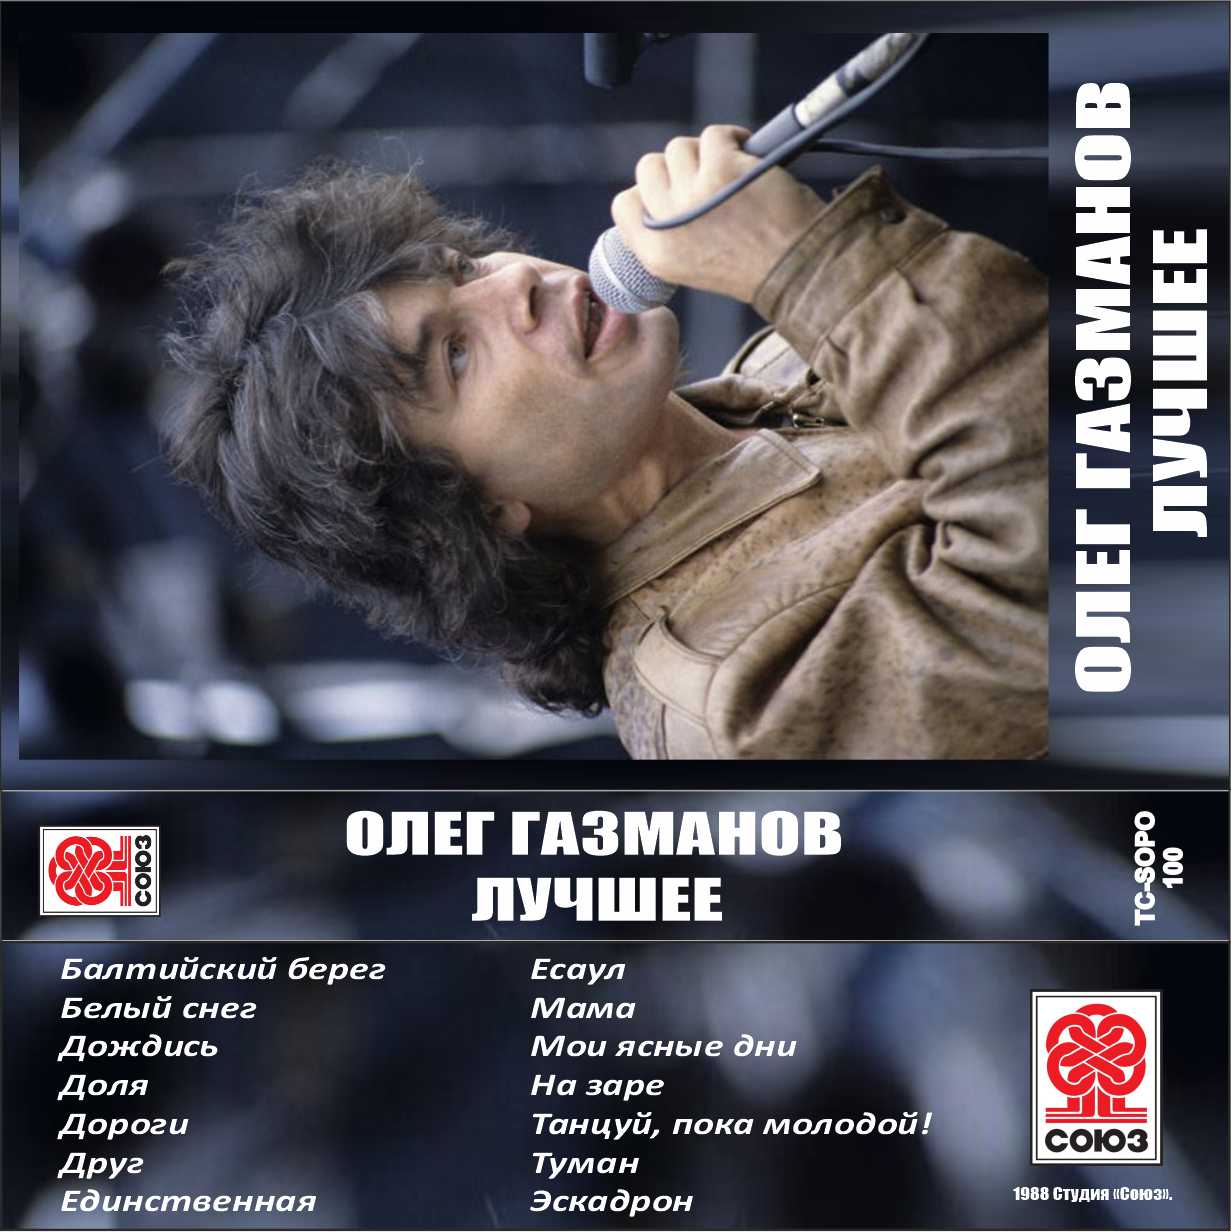 ОЛЕГ ГАЗМАНОВ
ЛУЧШЕЕ
СОЮЗ
ОЛЕГ ГАЗМАНОВ
ЛУЧШЕЕ
TC-SOPO
100
Балтийский берег
Белый снег
Дождись
Доля
Дороги
Друг
Единственная
Есаул
Мама
Мои ясные дни
На заре
Танцуй, пока молодой!
Туман
Эскадрон
СОЮЗ
1988 Студия «Союз».